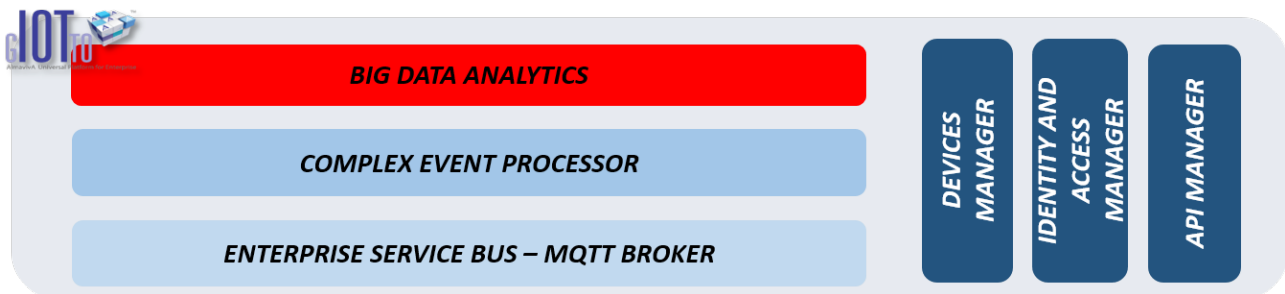 gIOTto
BIG DATA ANALYTICS
COMPLEX EVENT PROCESSOR
ENTERPRISE SERVICE BUS – MQTT BROKER
DEVICES
MANAGER
IDENTITY AND
ACCESS
MANAGER
API MANAGER